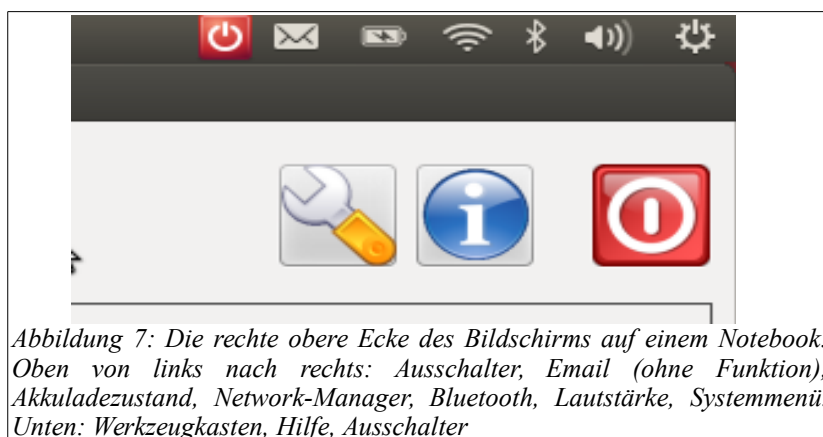 Abbildung 7: Die rechte obere Ecke des Bildschirms auf einem Notebook.
Oben von links nach rechts: Ausschalter, Email (ohne Funktion),
Akkuladezustand, Network-Manager, Bluetooth, Lautstärke, Systemmenü.
Unten: Werkzeugkasten, Hilfe, Ausschalter